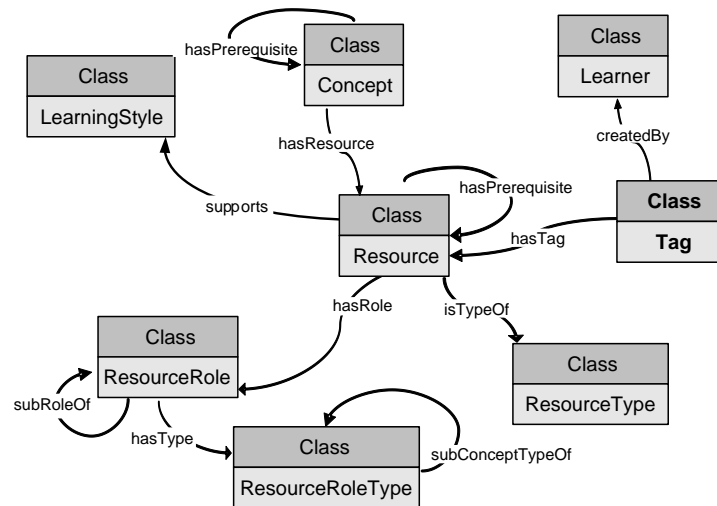 Class
Concept
hasPrerequisite
Class
Learner
Class
LearningStyle
createdBy
hasResource
hasPrerequisite
supports
Class
Resource
Class
Tag
hasTag
hasRole
isTypeOf
Class
ResourceRole
Class
ResourceType
subRoleOf
hasType
Class
ResourceRoleType
subConceptTypeOf